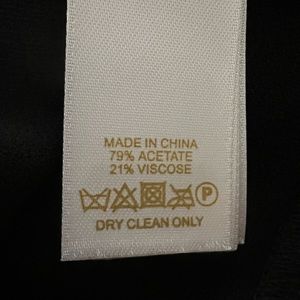 MADE IN CHINA
79% ACETATE
21% VISCOSE
P
DRY CLEAN ONLY